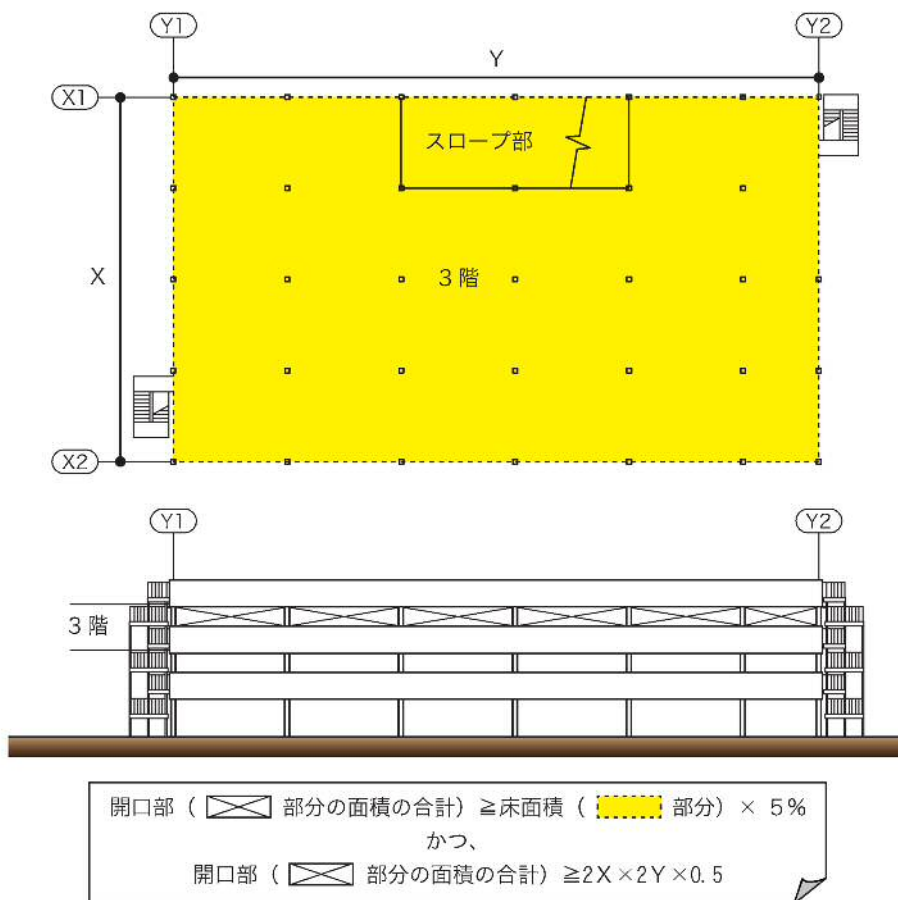 Y1
Y2
Y
X1
スロープ部
X
3階
X2
Y1
Y2
3階
開口部( 部分の面積の合計)≧床面積( 部分)× 5%
かつ、
開口部( 部分の面積の合計)≧2X×2Y×0.5